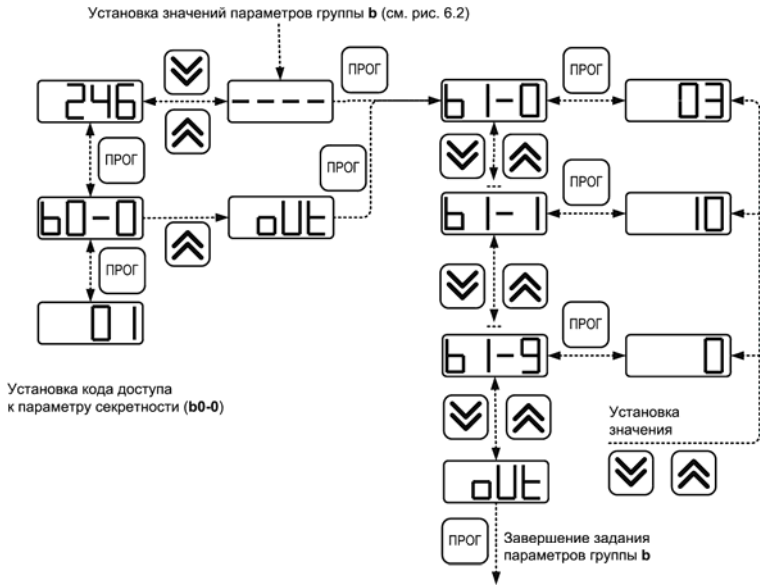 Установка значений параметров группы b (см. рис. 6.2)
ПРОГ
ПРОГ
246
----
b1-0
03
ПРОГ
ПРОГ
ПРОГ
b0-0
oUt
b1-1
10
ПРОГ
01
ПРОГ
b1-9
0
Установка кода доступа
к параметру секретности (b0-0)
Установка
значения
oUt
ПРОГ
Завершение задания
параметров группы b